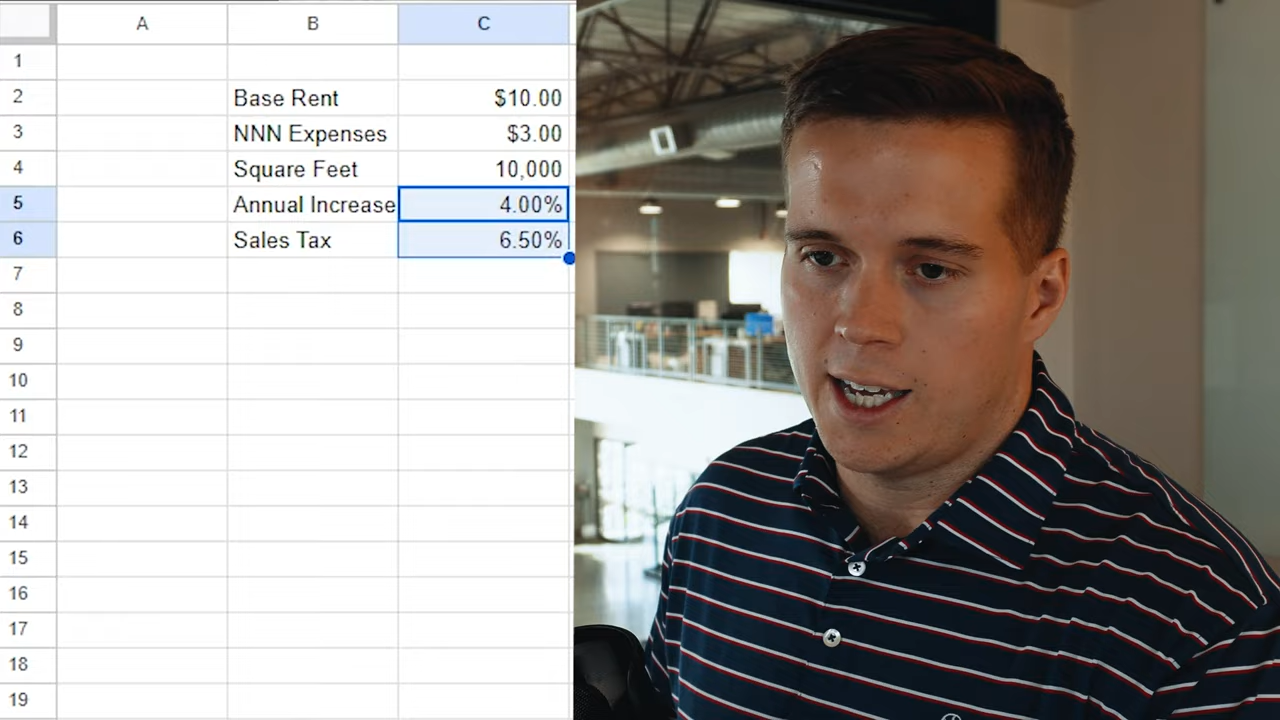 A B C
1
2 Base Rent $10.00
3 NNN Expenses $3.00
4 Square Feet 10,000
5 Annual Increase 4.00%
6 Sales Tax 6.50%
7
8
9
10
11
12
13
14
15
16
17
18
19